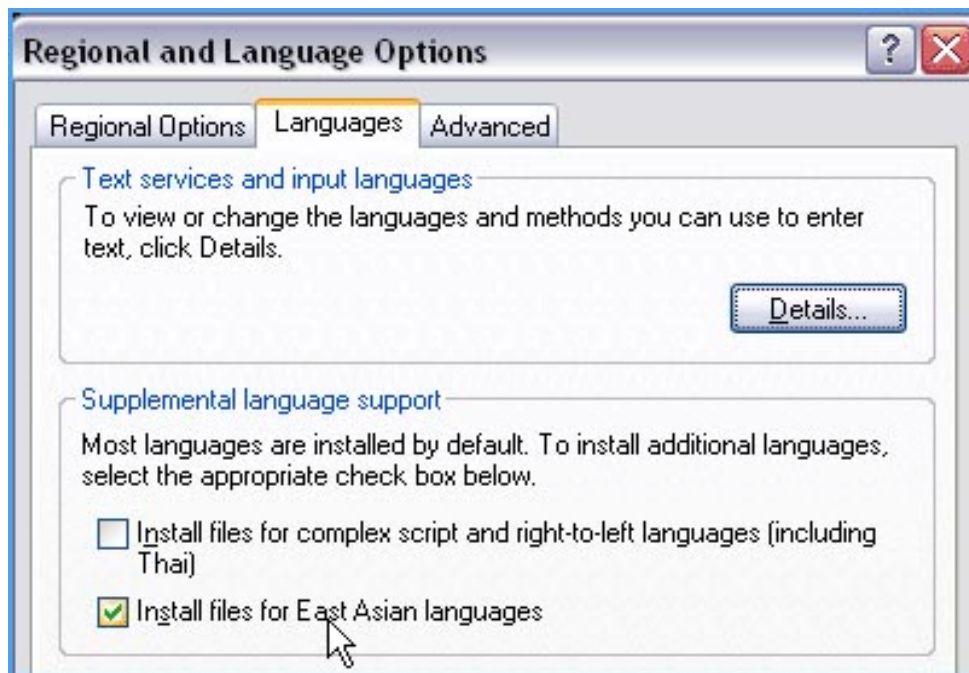 Regional and Language Options
Regional Options Languages Advanced
Text services and input languages
To view or change the languages and methods you can use to enter
text, click Details.
Details...
Supplemental language support
Most languages are installed by default. To install additional languages,
select the appropriate check box below.
Install files for complex script and right-to-left languages (including
Thai)
Install files for East Asian languages